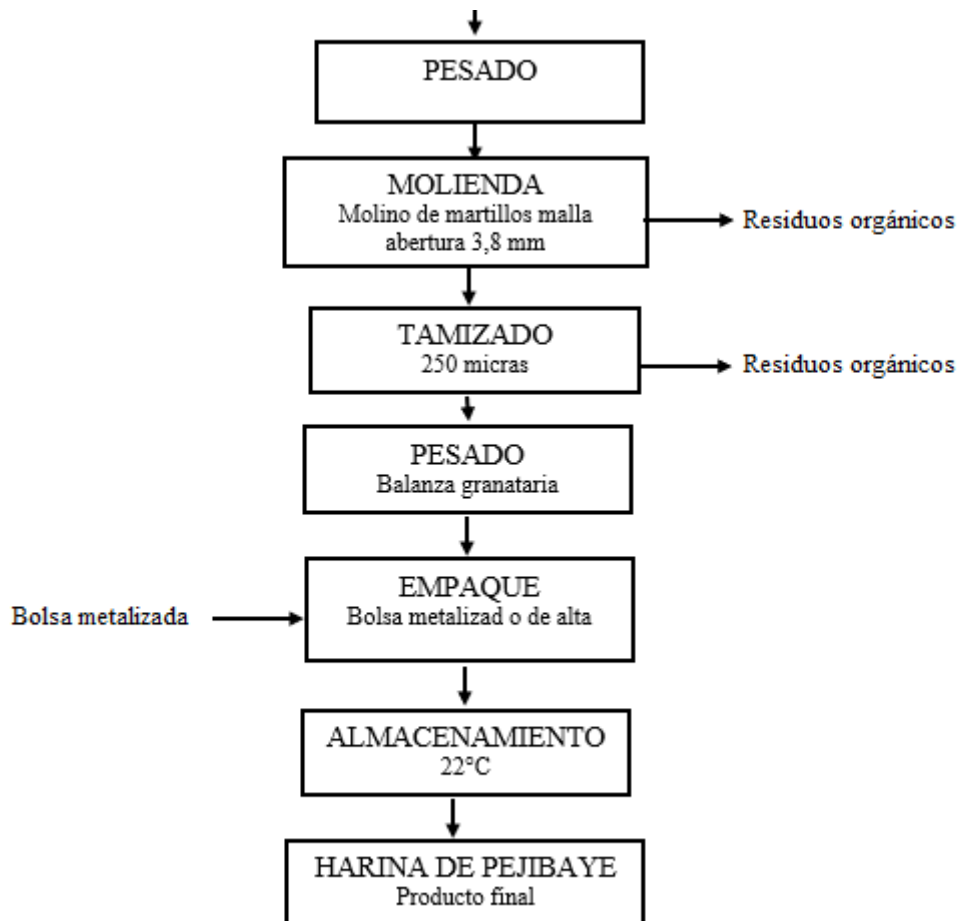 PESADO
MOLIENDA
Molino de martillos malla
abertura 3,8 mm
Residuos orgánicos
TAMIZADO
250 micras
Residuos orgánicos
PESADO
Balanza granataria
Bolsa metalizada
EMPAQUE
Bolsa metalizad o de alta
ALMACENAMIENTO
22°C
HARINA DE PEJIBAYE
Producto final